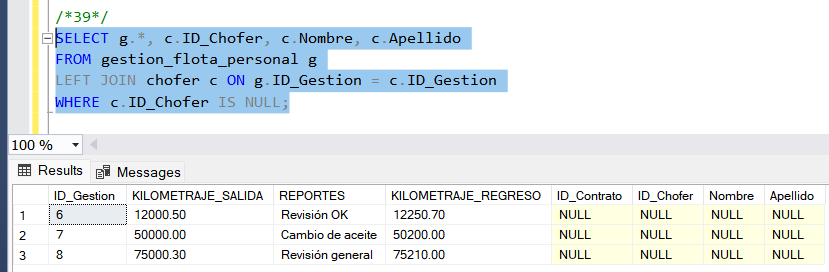 /*39*/
SELECT g.*, c.ID_Chofer, c.Nombre, c.Apellido
FROM gestion_flota_personal g
LEFT JOIN chofer c ON g.ID_Gestion = c.ID_Gestion
WHERE c.ID_Chofer IS NULL;
100 %
Results Messages
ID_Gestion KILOMETRAJE_SALIDA REPORTES KILOMETRAJE_REGRESO ID_Contrato ID_Chofer Nombre Apellido
1 6 12000.50 Revisión OK 12250.70 NULL NULL NULL NULL
2 7 50000.00 Cambio de aceite 50200.00 NULL NULL NULL NULL
3 8 75000.30 Revisión general 75210.00 NULL NULL NULL NULL